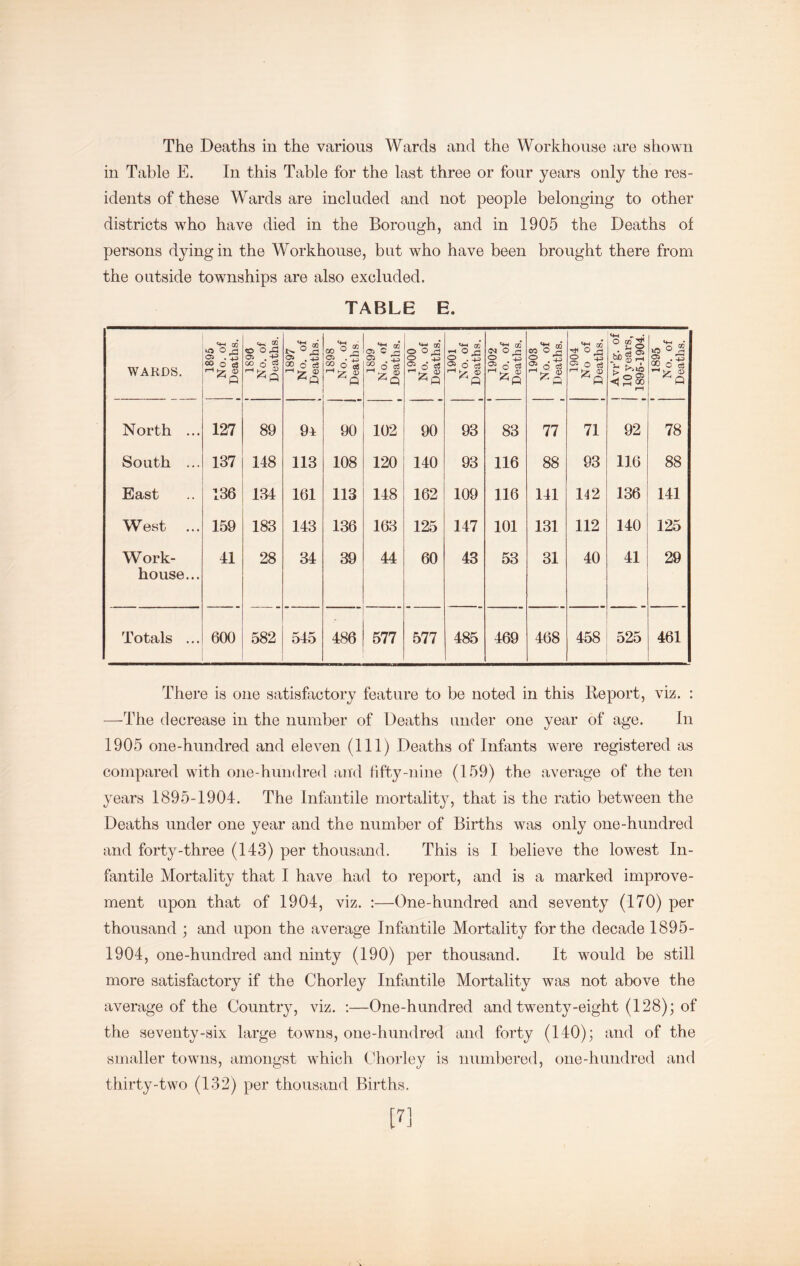 The Deaths in the various Wards and the Workhouse are shown
in Table E. In this Table for the last three or four years only the res-
idents of these Wards are included and not people belonging to other
districts who have died in the Borough, and in 1905 the Deaths of
persons dying in the Workhouse, but who have been brought there from
the outside townships are also excluded.
TABLE E.
WARDS. 1895 No. of Deaths. 1896 No. of Deaths. 1897 No. of Deaths. 1898 No. of Deaths. 1899 No. of Deaths. 1900 No. of Deaths. 1901 No. of Deaths. 1902 No. of Deaths. 1903 No. of Deaths. 1904 No of Deaths. Avr'g. of 10 years, 1895-1904. 1895 No. of Deaths.
North ... 127 89 94 90 102 90 93 83 77 71 92 78
South ... 137 148 113 108 120 140 93 116 88 93 116 88
East .. 136 134 161 113 148 162 109 116 141 142 136 141
West ... 159 183 143 136 163 125 147 101 131 112 140 125
Work- 41 28 34 39 44 60 43 53 31 40 41 29
house...
Totals ... 600 582 545 486 577 577 485 469 468 458 525 461
There is one satisfactory feature to be noted in this Report, viz. :
—The decrease in the number of Deaths under one year of age. In
1905 one-hundred and eleven (111) Deaths of Infants were registered as
compared with one-hundred and fifty-nine (159) the average of the ten
years 1895-1904. The Infantile mortality, that is the ratio between the
Deaths under one year and the number of Births was only one-hundred
and forty-three (143) per thousand. This is I believe the lowest In-
fantile Mortality that I have had to report, and is a marked improve-
ment upon that of 1904, viz. :—One-hundred and seventy (170) per
thousand ; and upon the average Infantile Mortality for the decade 1895-
1904, one-hundred and ninty (190) per thousand. It would be still
more satisfactory if the Chorley Infantile Mortality was not above the
average of the Country, viz. :—One-hundred and twenty-eight (128); of
the seventy-six large towns, one-hundred and forty (140); and of the
smaller towns, amongst which Chorley is numbered, one-hundred and
thirty-two (132) per thousand Births.
[7]